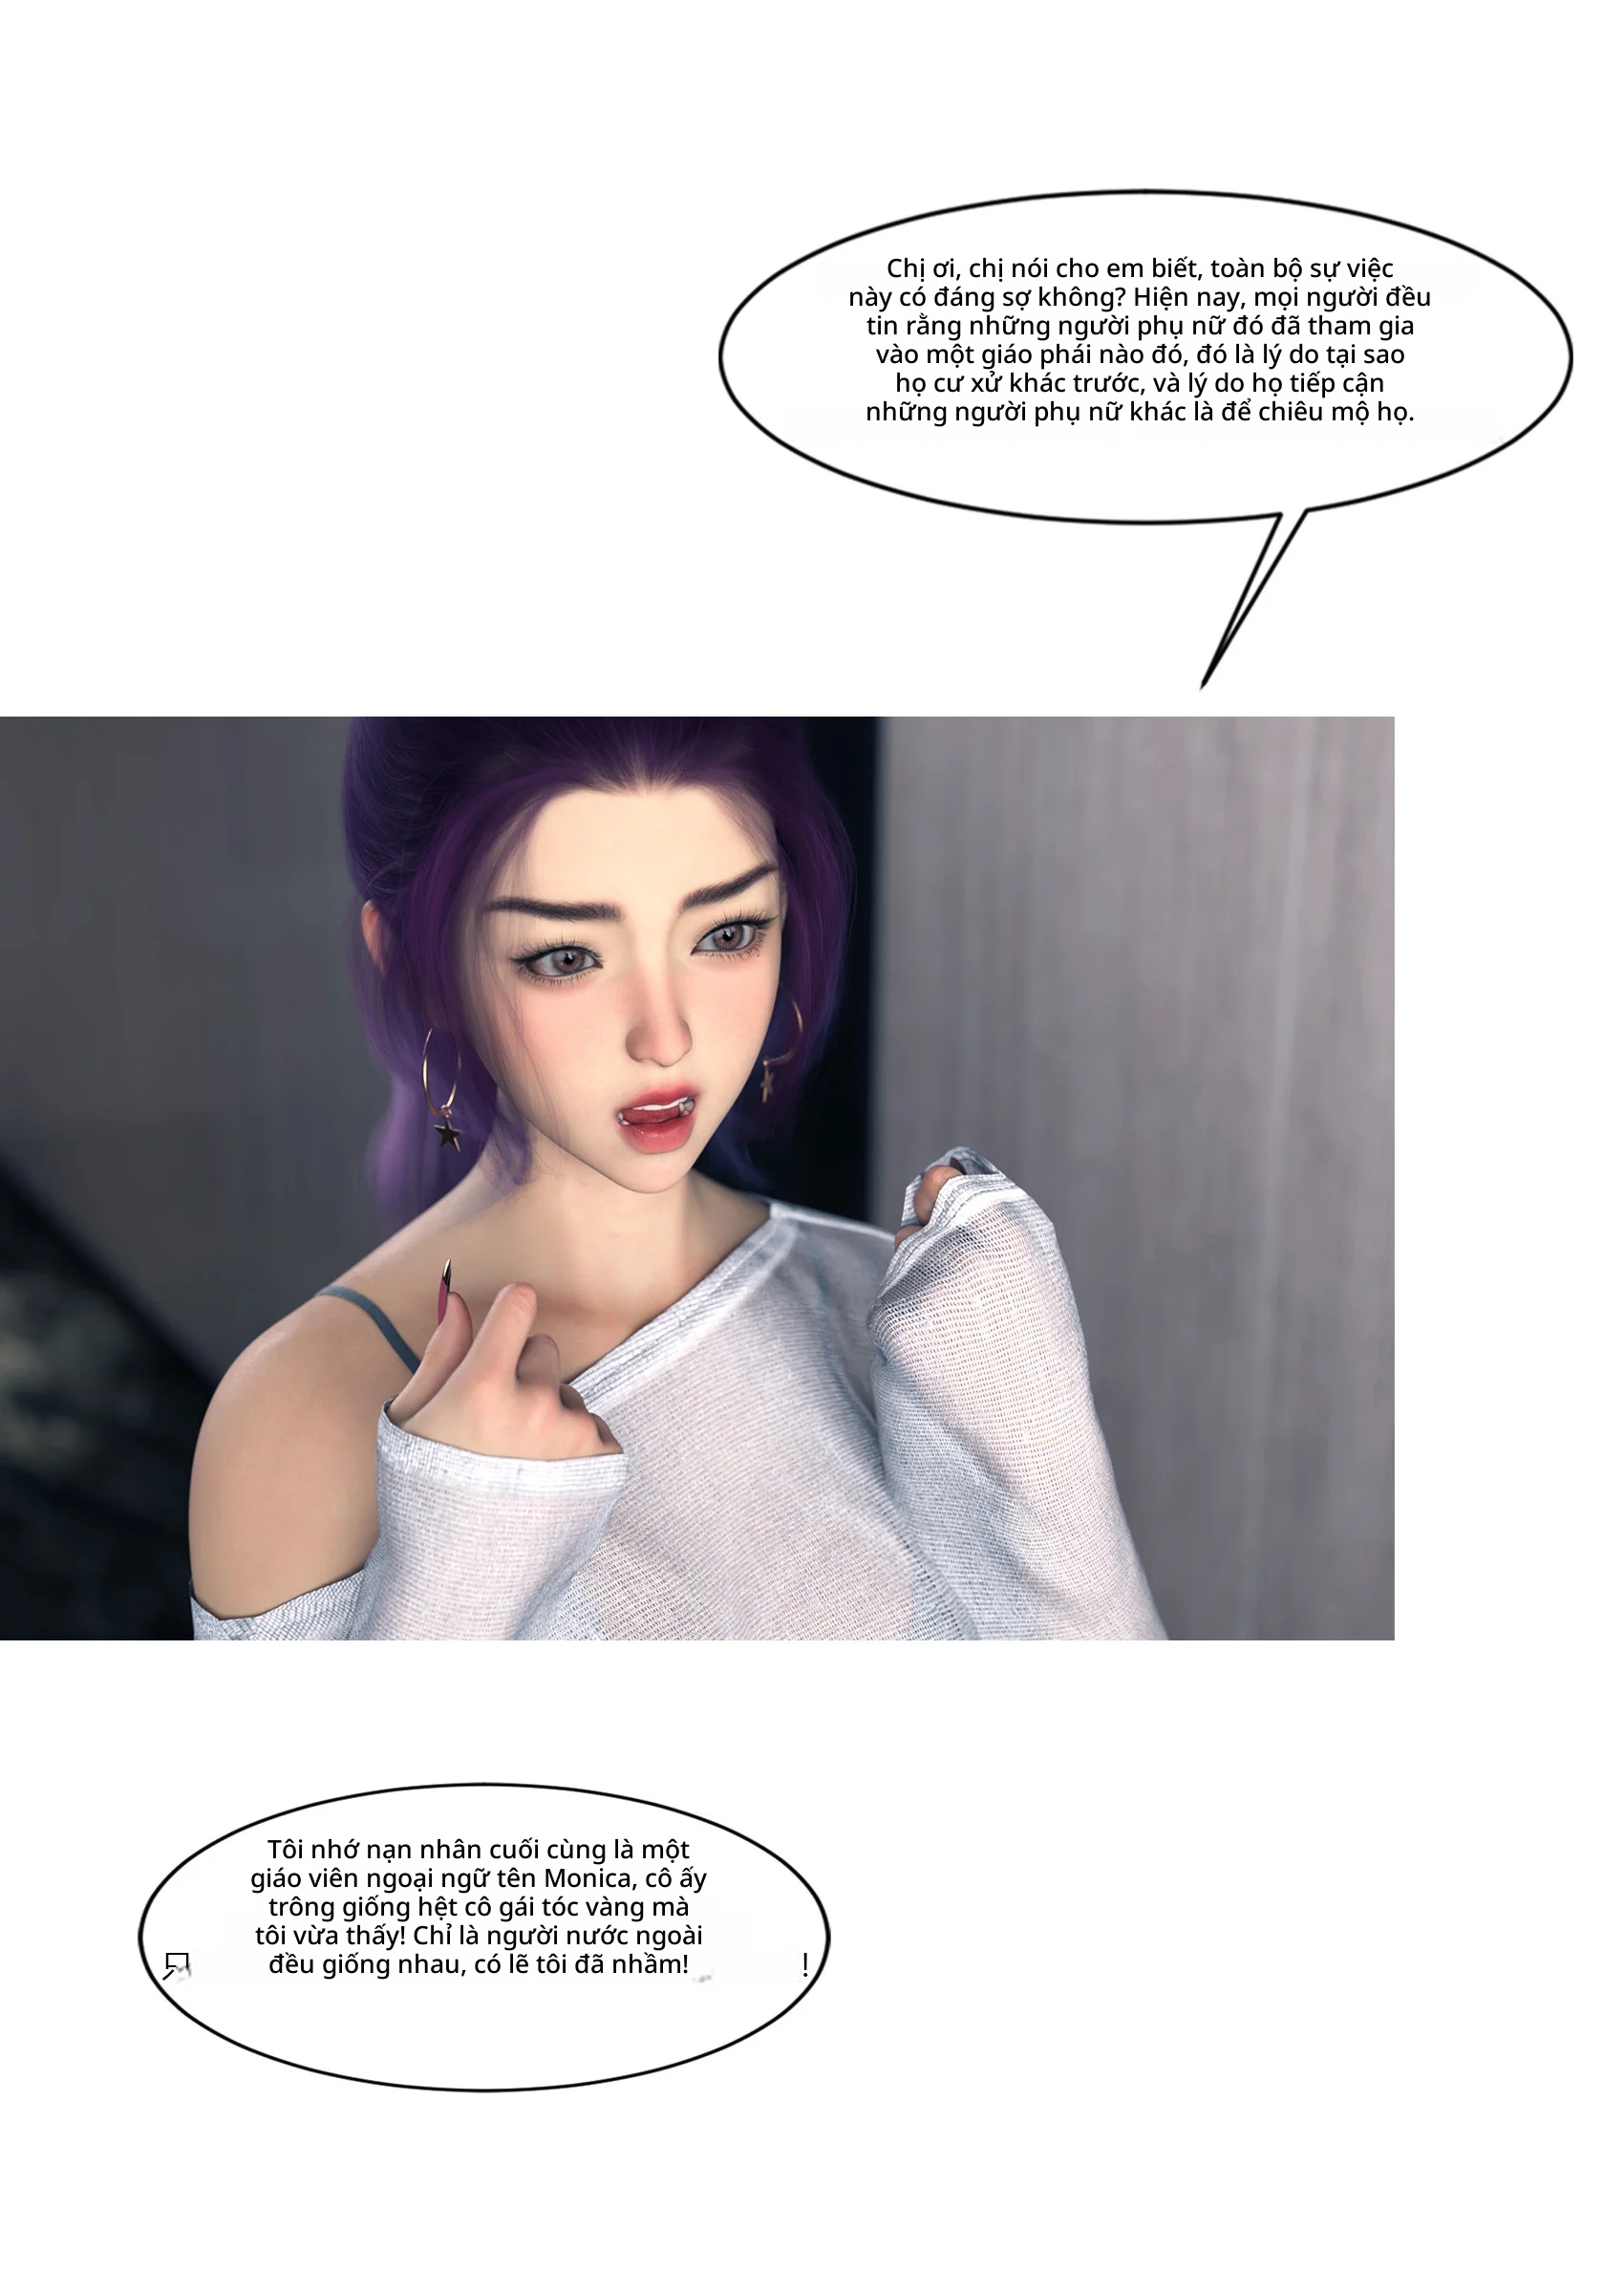 Chị ơi, chị nói cho em biết, toàn bộ sự việc
này có đáng sợ không? Hiện nay, mọi người đều
tin rằng những người phụ nữ đó đã tham gia
vào một giáo phái nào đó, đó là lý do tại sao
họ cư xử khác trước, và lý do họ tiếp cận
những người phụ nữ khác là để chiêu mộ họ.
Tôi nhớ nạn nhân cuối cùng là một
giáo viên ngoại ngữ tên Monica, cô ấy
trông giống hệt cô gái tóc vàng mà
tôi vừa thấy! Chỉ là người nước ngoài
đều giống nhau, có lẽ tôi đã nhầm! !